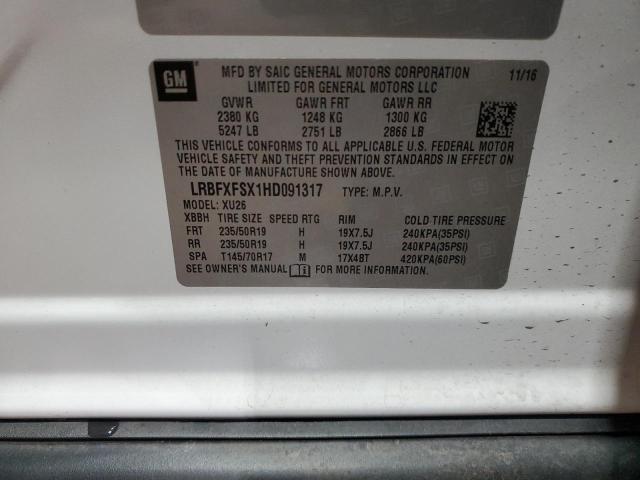 GM
MFD BY SAIC GENERAL MOTORS CORPORATION 11/16
LIMITED FOR GENERAL MOTORS LLC
GVWR GAWR FRT GAWR RR
2380 KG 1248 KG 1300 KG
5247 LB 2751 LB 2866 LB
THIS VEHICLE CONFORMS TO ALL APPLICABLE U.S. FEDERAL MOTOR
VEHICLE SAFETY AND THEFT PREVENTION STANDARDS IN EFFECT ON
THE DATE OF MANUFACTURE SHOWN ABOVE.
LRBFXFSX1HD091317 TYPE: M.P.V.
MODEL: XU26
XBBH TIRE SIZE SPEED RTG RIM COLD TIRE PRESSURE
FRT 235/50R19 H 19X7.5J 240KPA(35PSI)
RR 235/50R19 H 19X7.5J 240KPA(35PSI)
SPA T145/70R17 M 17X4BT 420KPA(60PSI)
SEE OWNER'S MANUAL FOR MORE INFORMATION.